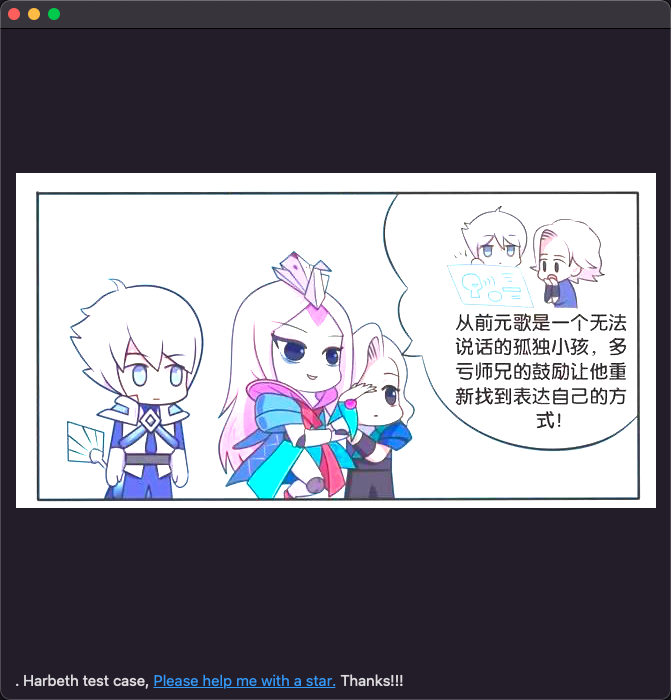 从前元歌是一个无法
说话的孤独小孩，多
亏师兄的鼓励让他重
新找到表达自己的方
式！
. Harbeth test case, Please help me with a star. Thanks!!!